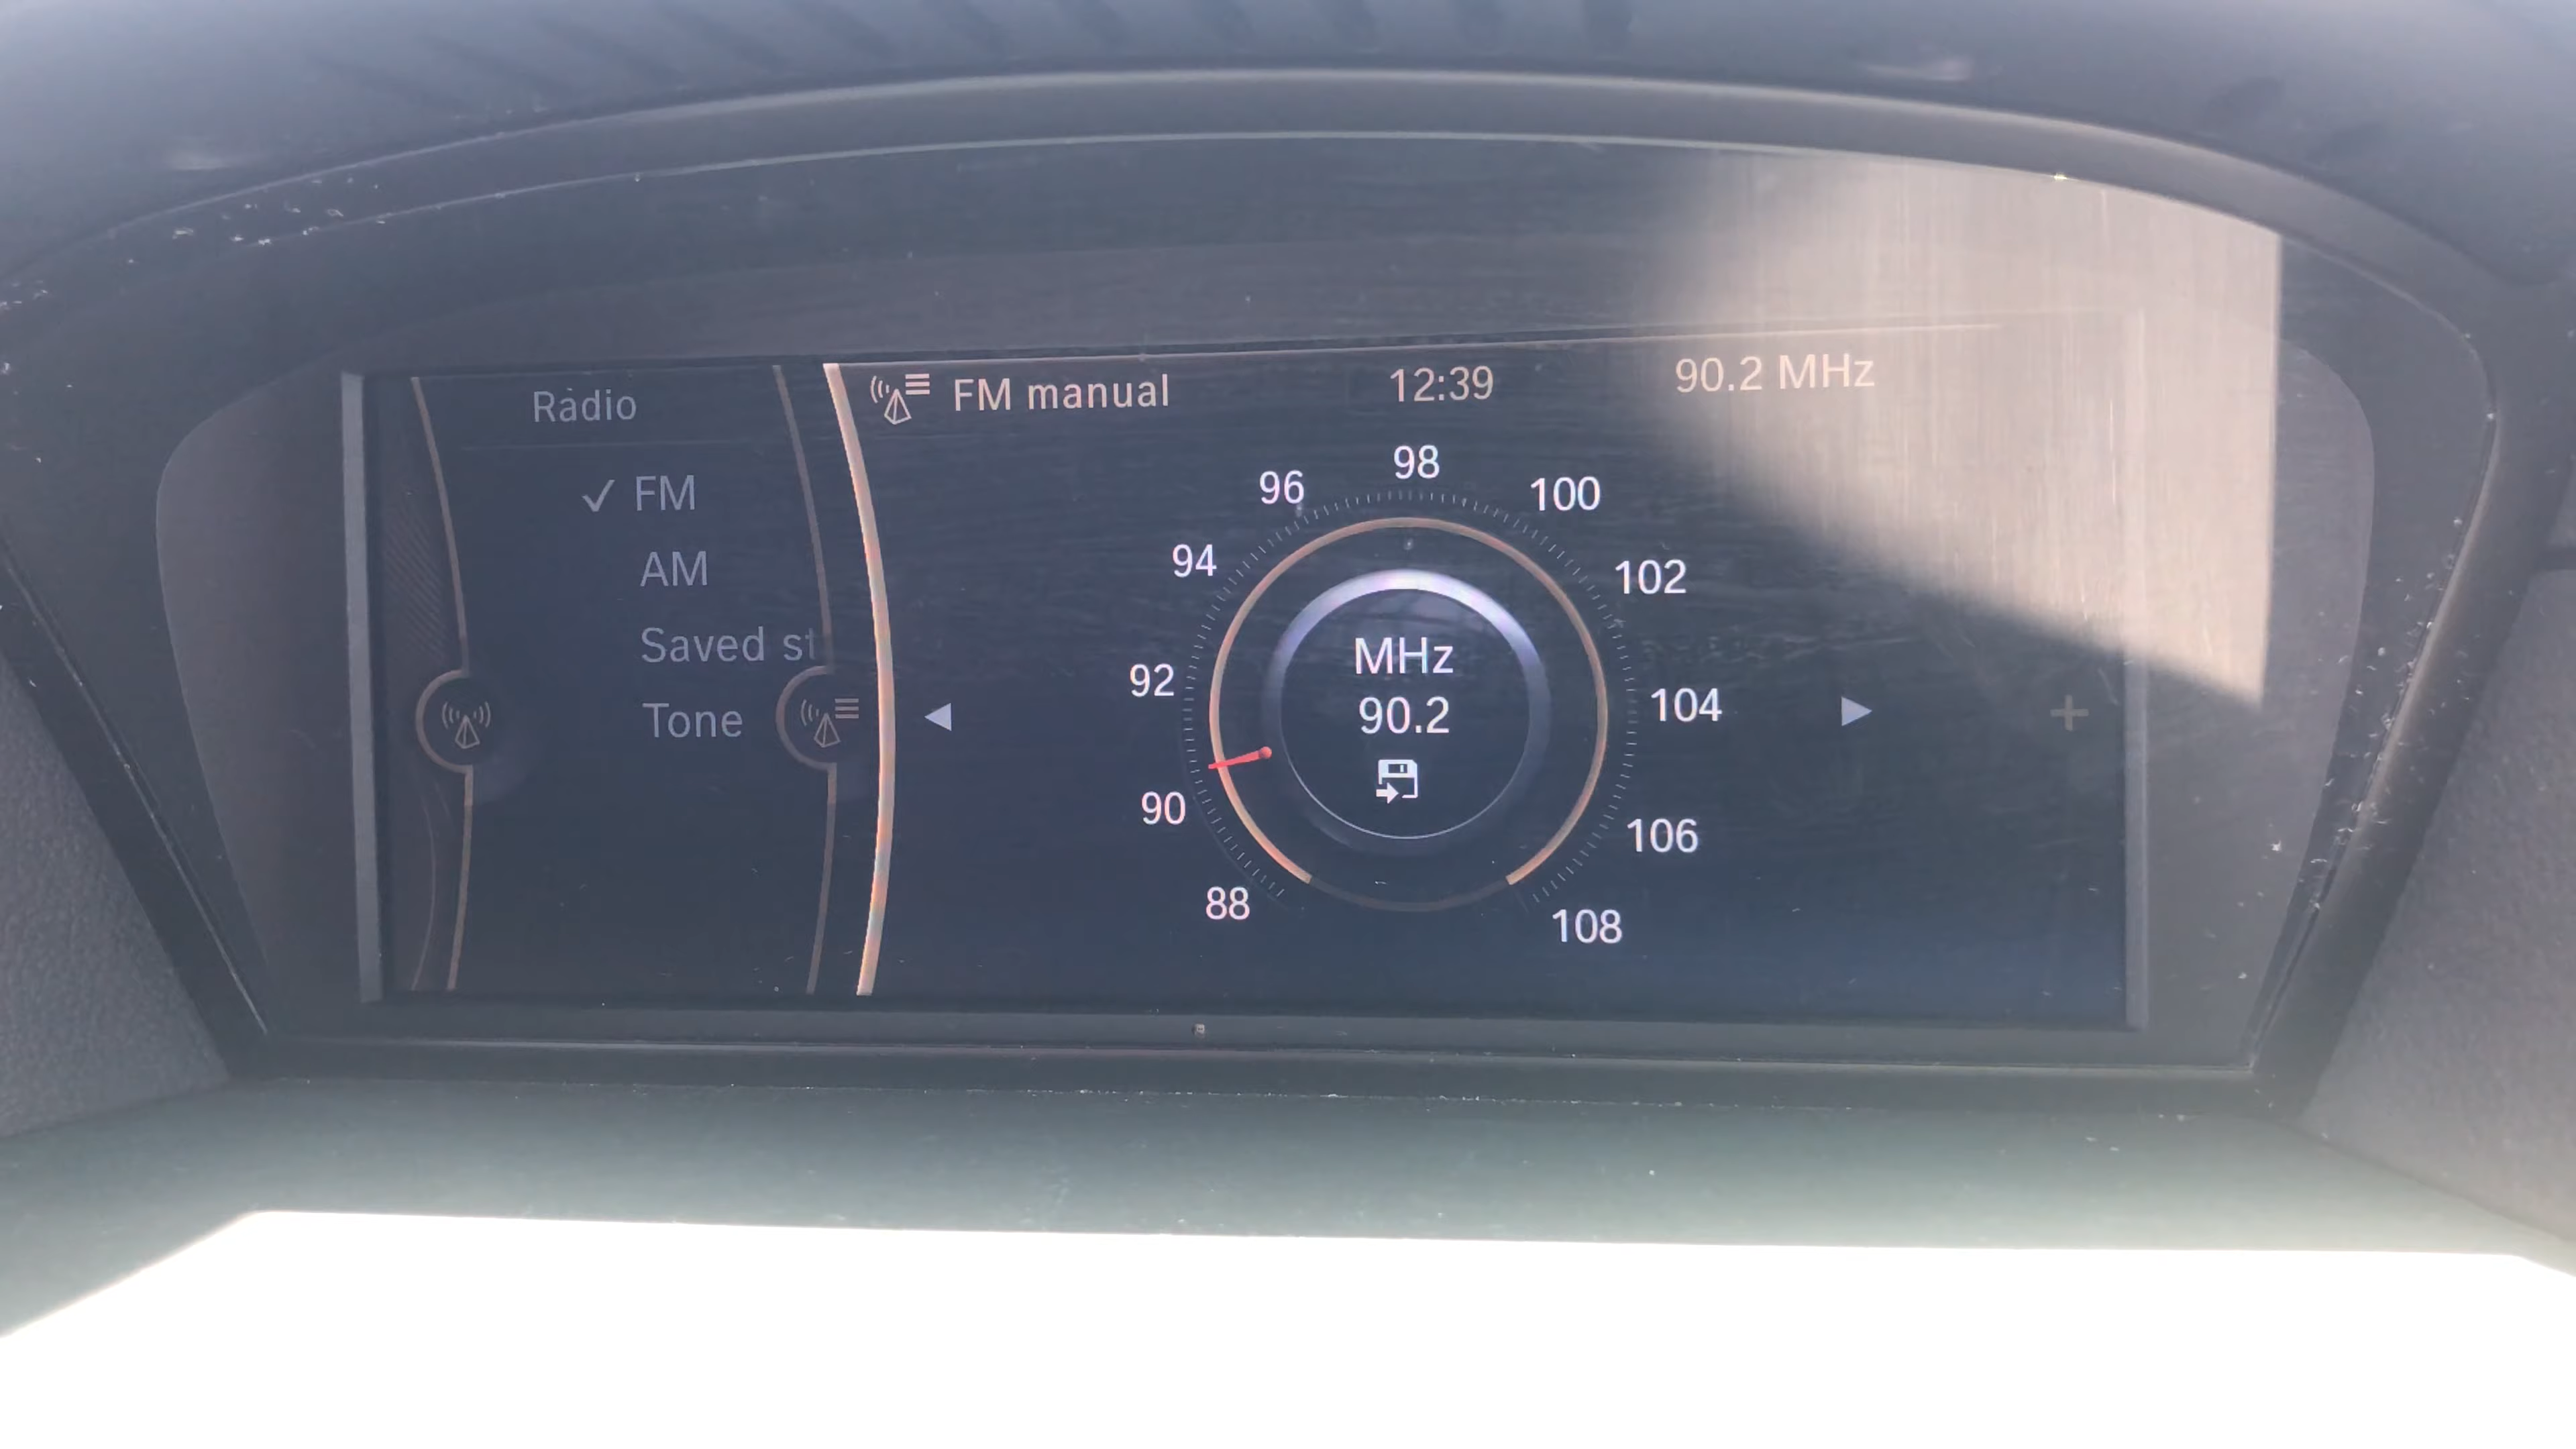 Radio
✓ FM
AM
Saved st
Tone
FM manual
12:39
90.2 MHz
98
96
100
94
102
92
104
90
106
88
108
MHz
90.2